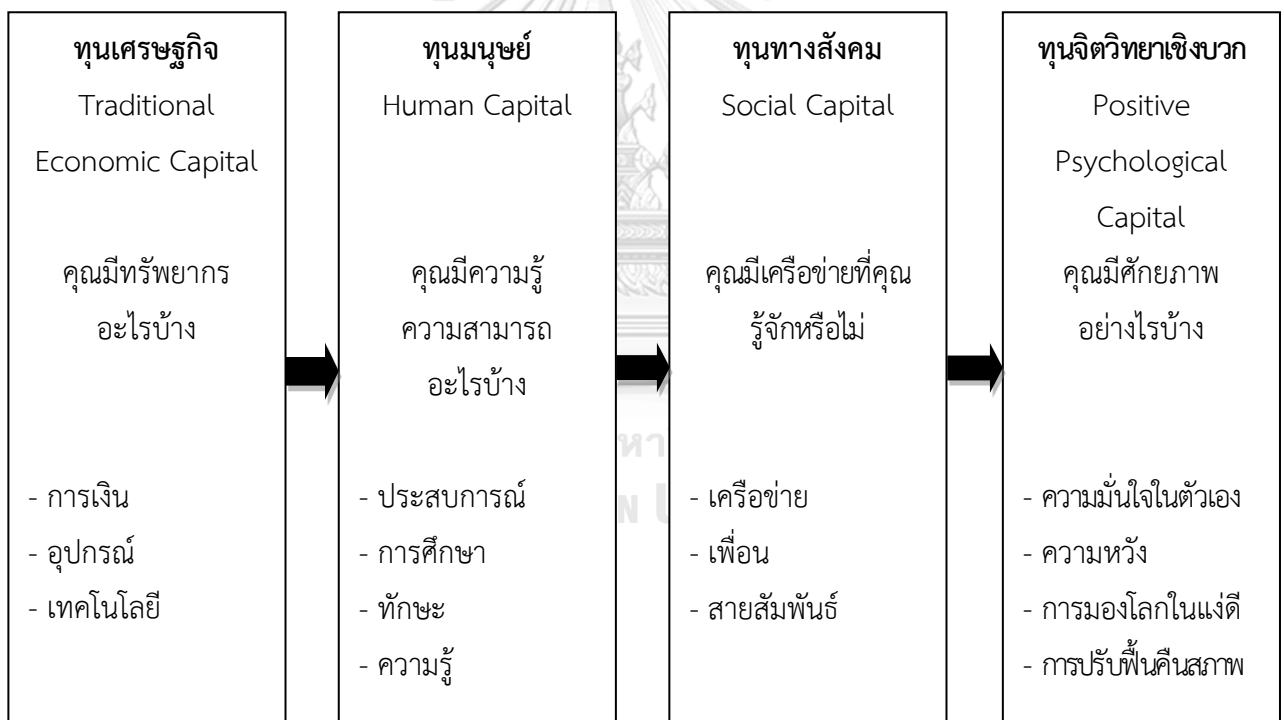 ทุนเศรษฐกิจ
Traditional
Economic Capital
คุณมีทรัพยากร
อะไรบ้าง
- การเงิน
- อุปกรณ์
- เทคโนโลยี
ทุนมนุษย์
Human Capital
คุณมีความรู้
ความสามารถ
อะไรบ้าง
- ประสบการณ์
- การศึกษา
- ทักษะ
- ความรู้
ทุนทางสังคม
Social Capital
คุณมีเครือข่ายที่คุณ
รู้จักหรือไม่
- เครือข่าย
- เพื่อน
- สายสัมพันธ์
ทุนจิตวิทยาเชิงบวก
Positive
Psychological
Capital
คุณมีศักยภาพ
อย่างไรบ้าง
- ความมั่นใจในตัวเอง
- ความหวัง
- การมองโลกในแง่ดี
- การปรับฟื้นคืนสภาพ